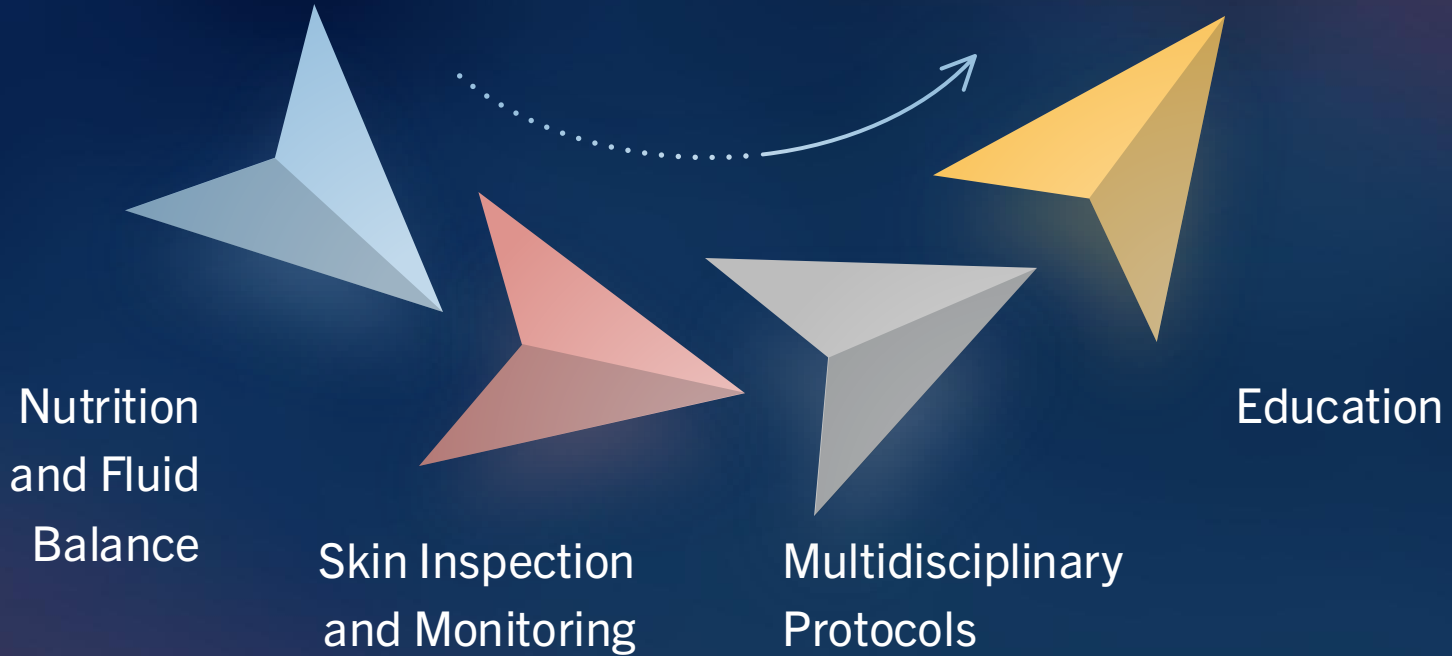 Nutrition
and Fluid
Balance
Skin Inspection
and Monitoring
Multidisciplinary
Protocols
Education